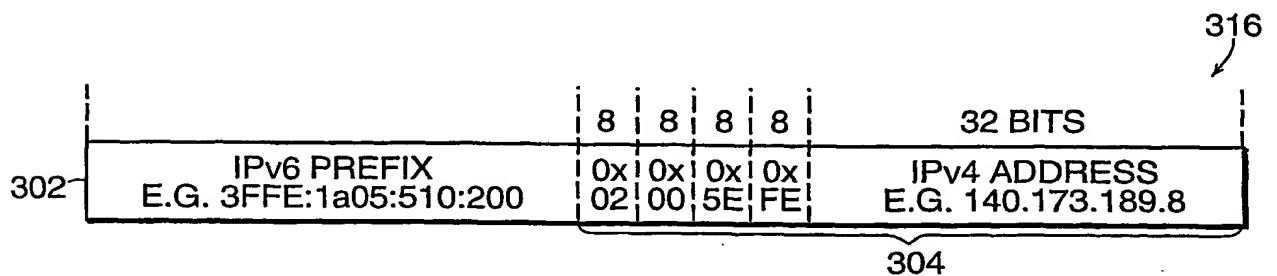 316
8 8 8 8 32 BITS
IPv6 PREFIX 0x 0x 0x 0x IPv4 ADDRESS
302 E.G. 3FFE:1a05:510:200 02 00 5E FE E.G. 140.173.189.8
304